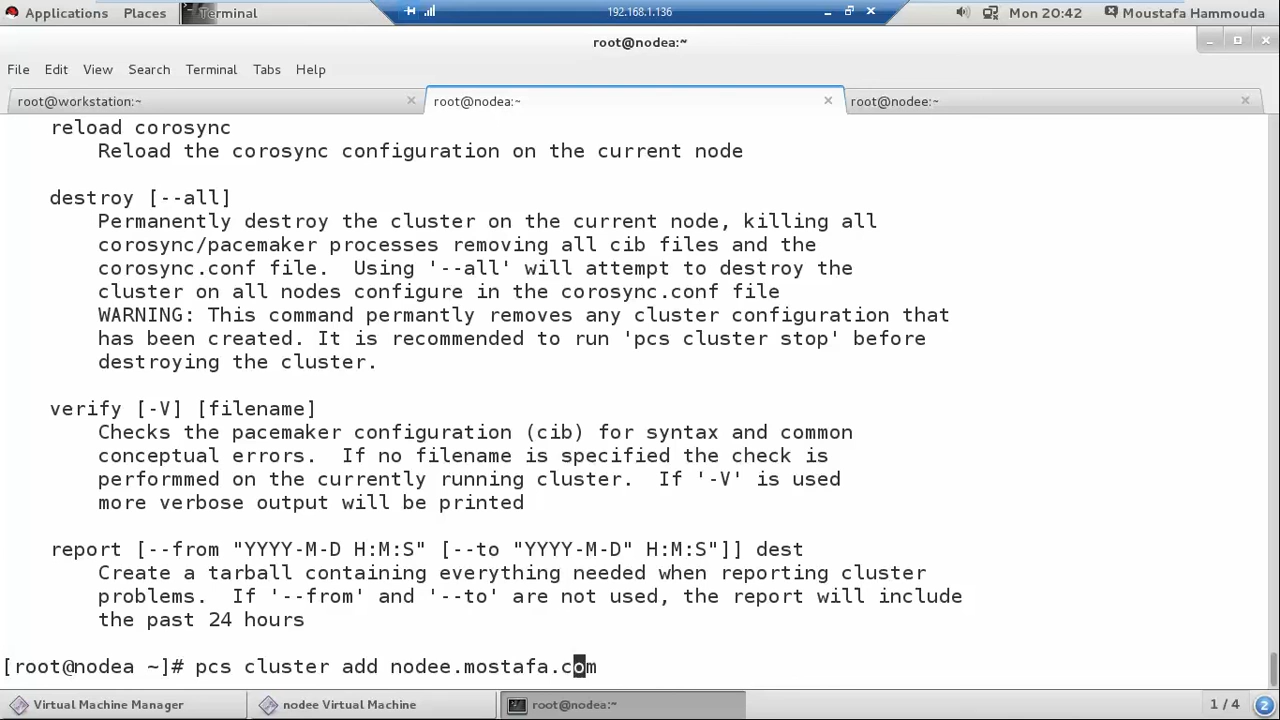 Applications Places Terminal 192.168.1.136 Mon 20:42 Moustafa Hammouda
root@nodea:~
File Edit View Search Terminal Tabs Help
root@workstation:~ root@nodea:~ root@nodee:~
reload corosync
Reload the corosync configuration on the current node
destroy [--all]
Permanently destroy the cluster on the current node, killing all
corosync/pacemaker processes removing all cib files and the
corosync.conf file.  Using '--all' will attempt to destroy the
cluster on all nodes configure in the corosync.conf file
WARNING: This command permantly removes any cluster configuration that
has been created. It is recommended to run 'pcs cluster stop' before
destroying the cluster.
verify [-V] [filename]
Checks the pacemaker configuration (cib) for syntax and common
conceptual errors.  If no filename is specified the check is
performmed on the currently running cluster.  If '-V' is used
more verbose output will be printed
report [--from "YYYY-M-D H:M:S" [--to "YYYY-M-D" H:M:S"]] dest
Create a tarball containing everything needed when reporting cluster
problems.  If '--from' and '--to' are not used, the report will include
the past 24 hours
[root@nodea ~]# pcs cluster add nodee.mostafa.com
Virtual Machine Manager nodee Virtual Machine root@nodea:~ 1 / 4 2